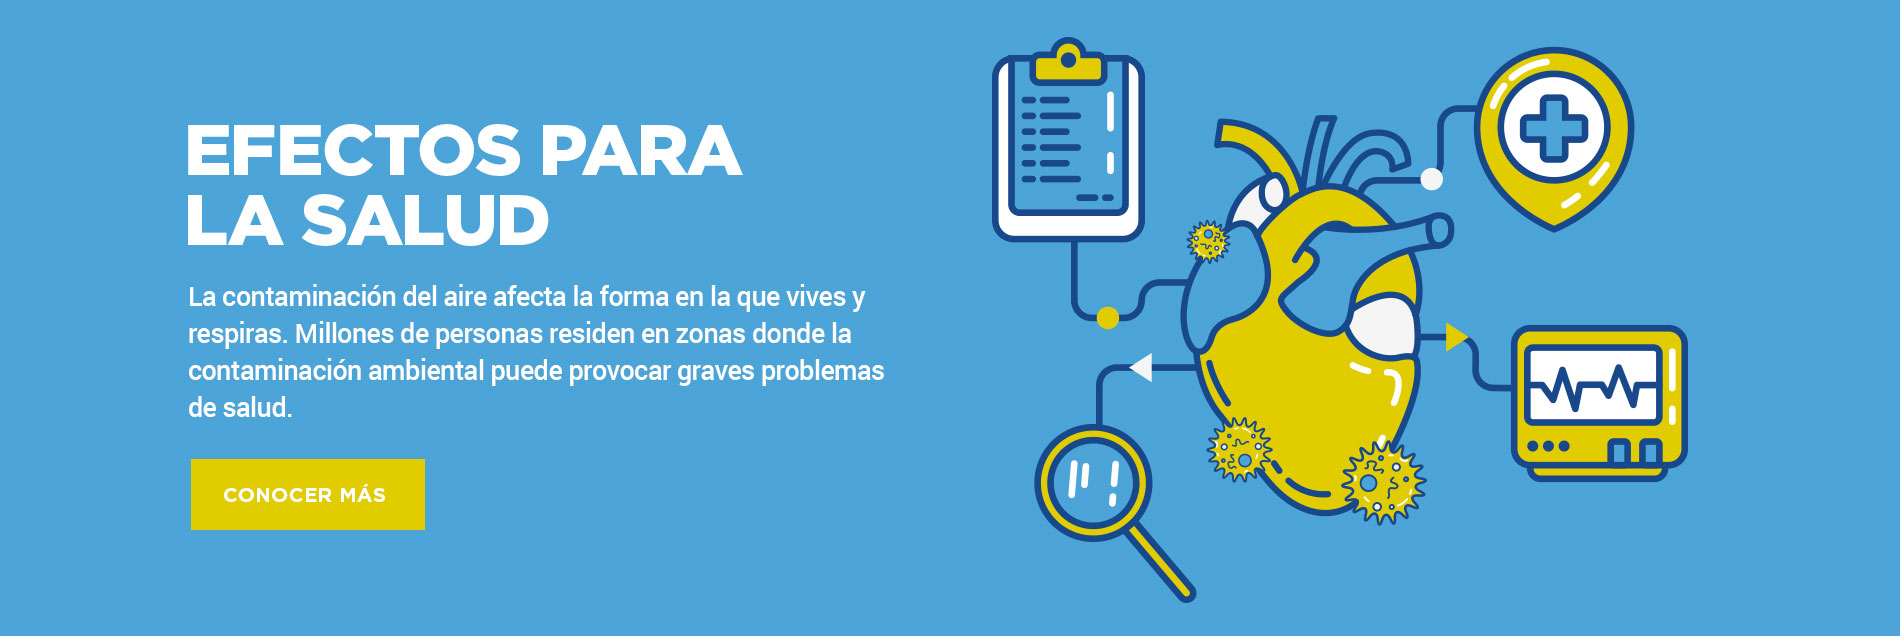 EFECTOS PARA
LA SALUD
La contaminación del aire afecta la forma en la que vives y
respiras. Millones de personas residen en zonas donde la
contaminación ambiental puede provocar graves problemas
de salud.
CONOCER MÁS